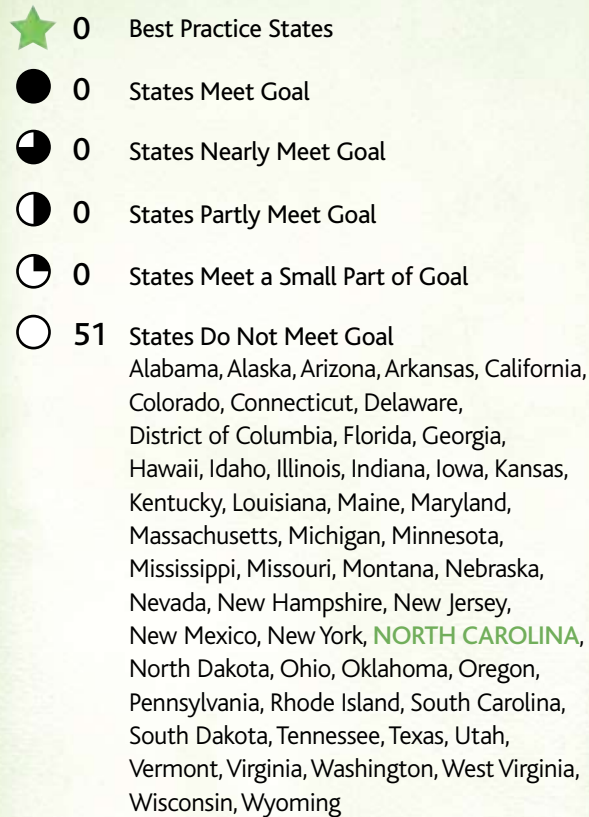 0 Best Practice States
0 States Meet Goal
0 States Nearly Meet Goal
0 States Partly Meet Goal
0 States Meet a Small Part of Goal
51 States Do Not Meet Goal
Alabama, Alaska, Arizona, Arkansas, California,
Colorado, Connecticut, Delaware,
District of Columbia, Florida, Georgia,
Hawaii, Idaho, Illinois, Indiana, Iowa, Kansas,
Kentucky, Louisiana, Maine, Maryland,
Massachusetts, Michigan, Minnesota,
Mississippi, Missouri, Montana, Nebraska,
Nevada, New Hampshire, New Jersey,
New Mexico, New York, NORTH CAROLINA,
North Dakota, Ohio, Oklahoma, Oregon,
Pennsylvania, Rhode Island, South Carolina,
South Dakota, Tennessee, Texas, Utah,
Vermont, Virginia, Washington, West Virginia,
Wisconsin, Wyoming